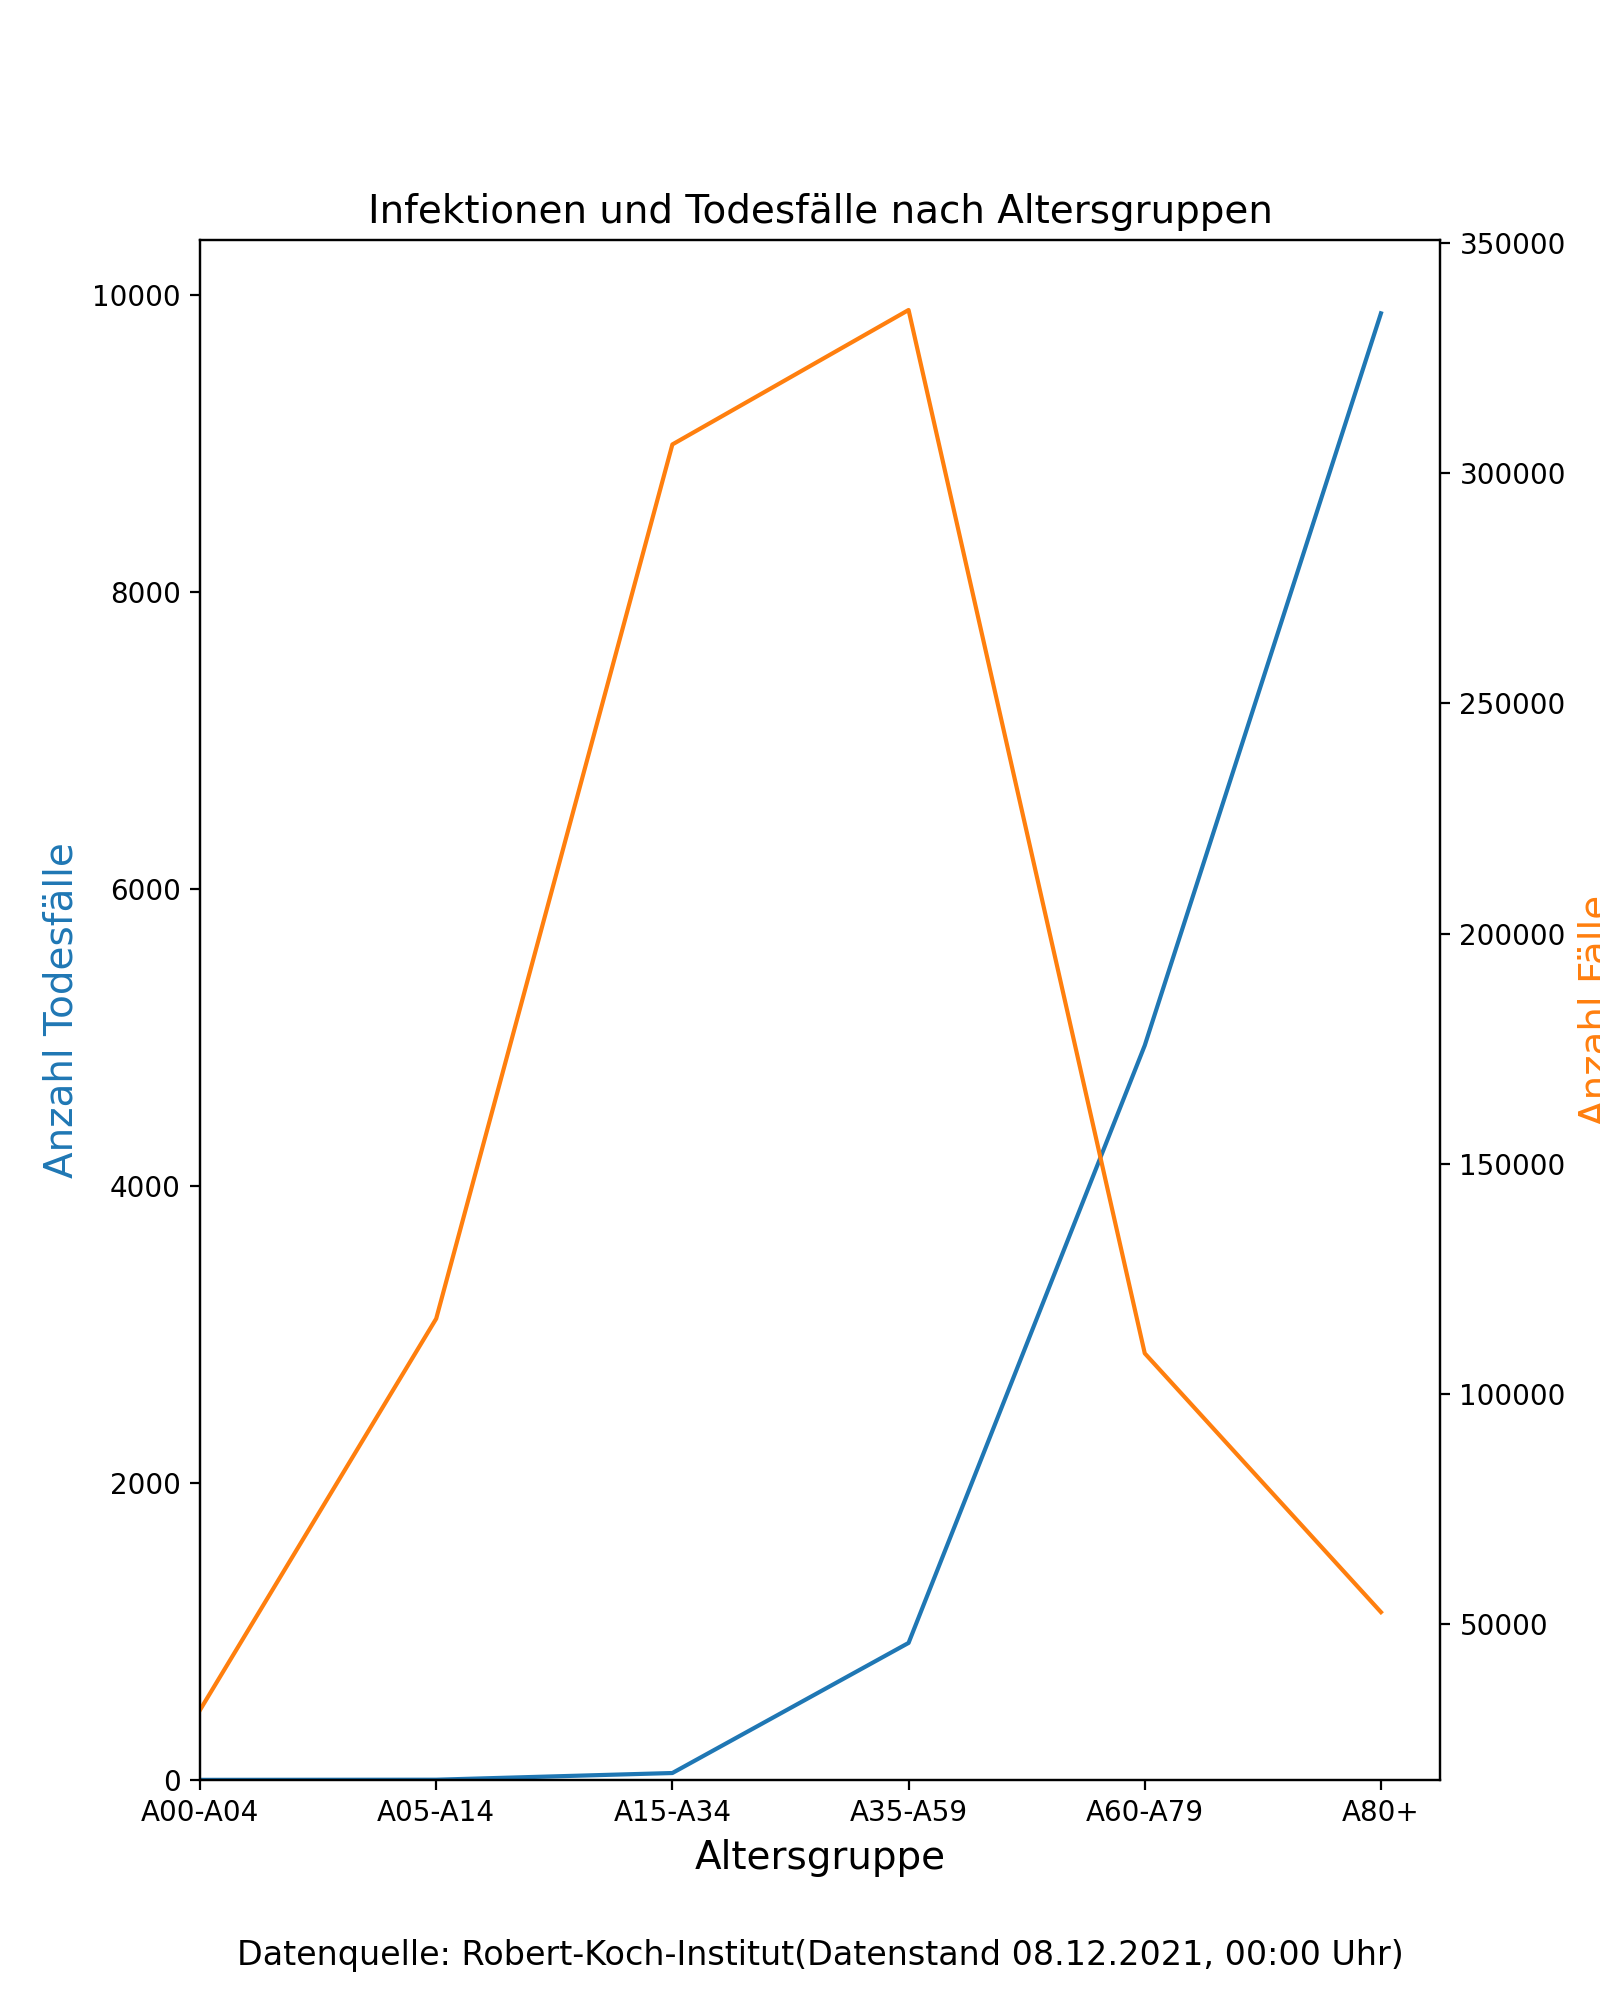 Infektionen und Todesfälle nach Altersgruppen
10000
8000
6000
4000
2000
0
Anzahl Todesfälle
350000
300000
250000
200000
150000
100000
50000
Anzahl Fälle
A00-A04 A05-A14 A15-A34 A35-A59 A60-A79 A80+
Altersgruppe
Datenquelle: Robert-Koch-Institut(Datenstand 08.12.2021, 00:00 Uhr)